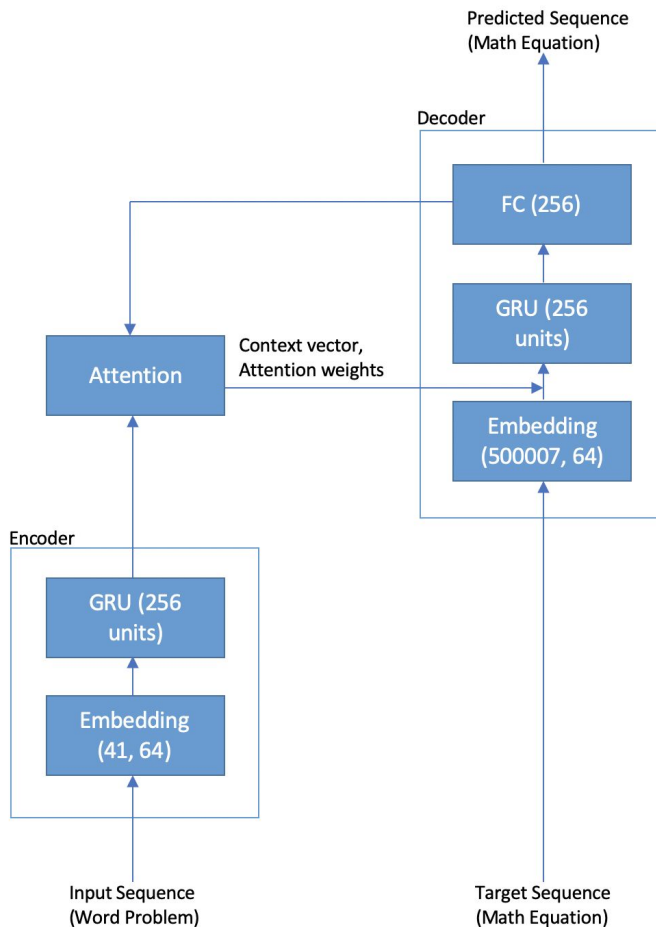 Predicted Sequence
(Math Equation)
Decoder
FC (256)
GRU (256
units)
Context vector,
Attention weights
Attention
Embedding
(500007, 64)
Encoder
GRU (256
units)
Embedding
(41, 64)
Input Sequence
(Word Problem)
Target Sequence
(Math Equation)